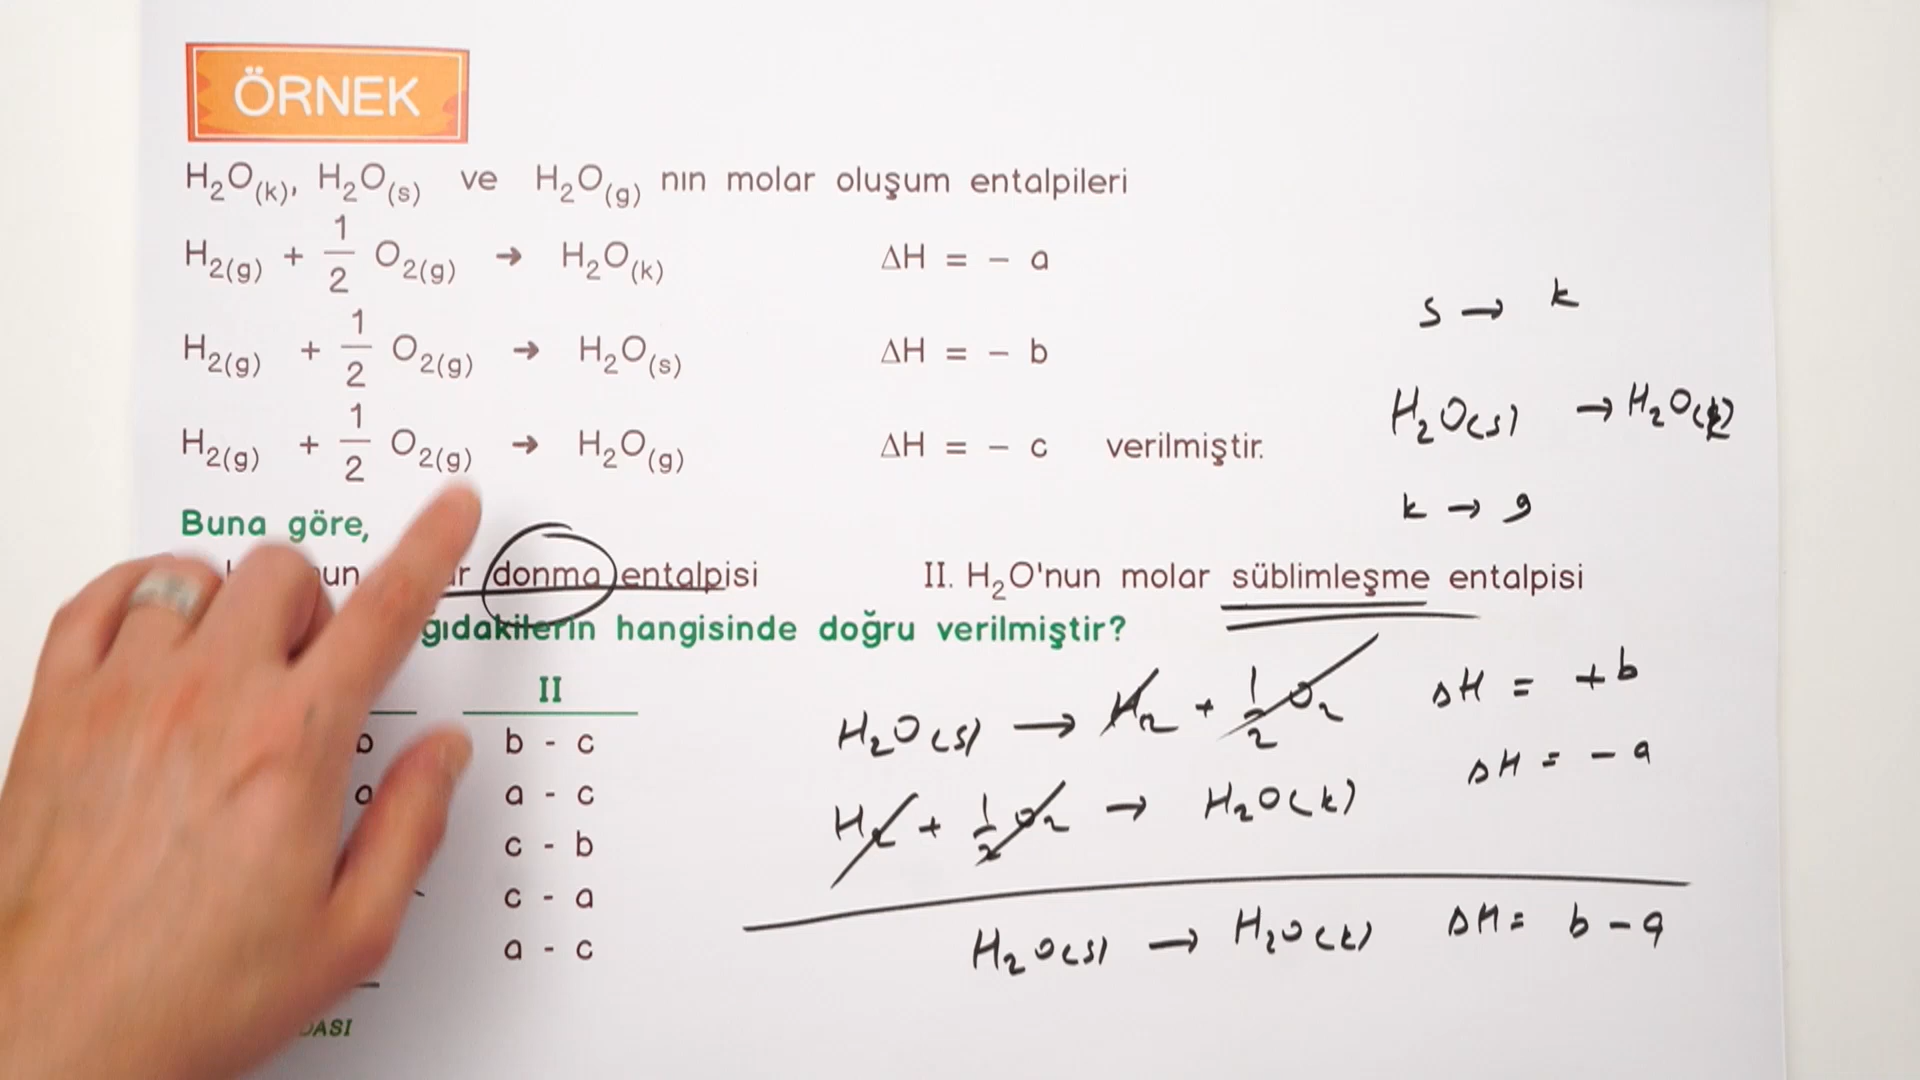 ÖRNEK
H₂O(k), H₂O(s) ve H₂O(g) nın molar oluşum entalpileri
H₂(g) + 1/2 O₂(g) → H₂O(k) ΔH = - a
H₂(g) + 1/2 O₂(g) → H₂O(s) ΔH = - b
H₂(g) + 1/2 O₂(g) → H₂O(g) ΔH = - c verilmiştir.
s → k
H₂O(s) → H₂O(k)
k → g
Buna göre,
donma entalpisi
II. H₂O'nun molar süblimleşme entalpisi
hangisinde doğru verilmiştir?
II
b - c
a - c
c - b
c - a
a - c
H₂O(s) → H₂ + 1/2 O₂ ΔH = +b
H₂ + 1/2 O₂ → H₂O(k) ΔH = -a
H₂O(s) → H₂O(k) ΔH = b - a